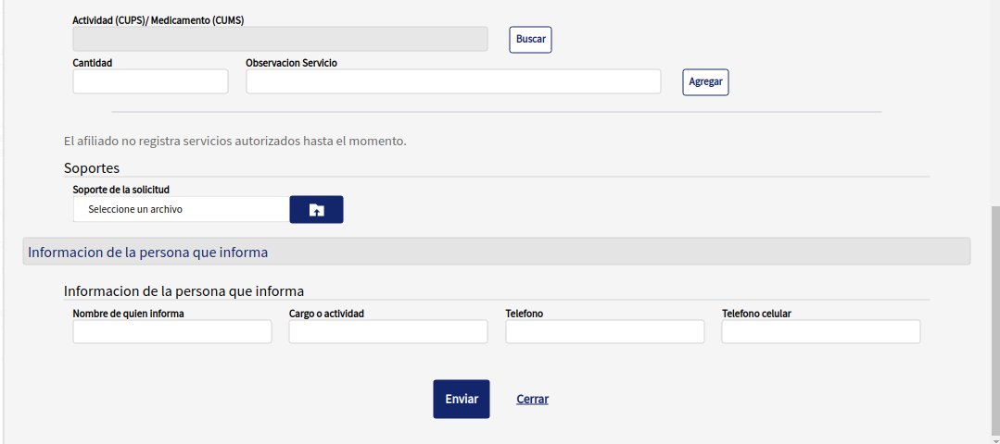 Actividad (CUPS)/ Medicamento (CUMS)
Buscar
Cantidad
Observacion Servicio
Agregar
El afiliado no registra servicios autorizados hasta el momento.
Soportes
Soporte de la solicitud
Seleccione un archivo
Informacion de la persona que informa
Informacion de la persona que informa
Nombre de quien informa
Cargo o actividad
Telefono
Telefono celular
Enviar
Cerrar